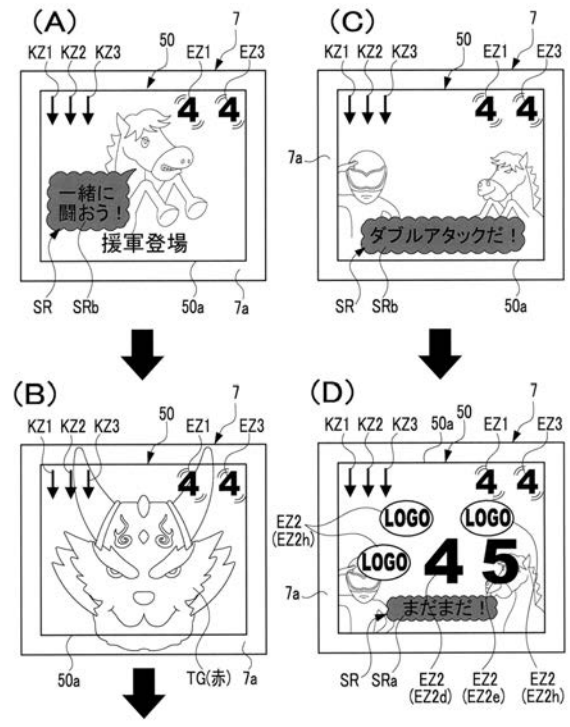 (A)
50
7
KZ1 KZ2 KZ3 EZ1 EZ3
4 4
一緒に
闘おう！
援軍登場
SR SRb 50a 7a
(B)
50
7
KZ1 KZ2 KZ3 EZ1 EZ3
4 4
50a TG(赤) 7a
(C)
50
7
KZ1 KZ2 KZ3 EZ1 EZ3
4 4
7a
ダブルアタックだ！
SR SRb 50a
(D)
50a 50
7
KZ1 KZ2 KZ3 EZ1 EZ3
4 4
EZ2
(EZ2h)
LOGO LOGO
LOGO
4 5
7a
まだまだ！
SR SRa EZ2 EZ2 EZ2
(EZ2d) (EZ2e) (EZ2h)